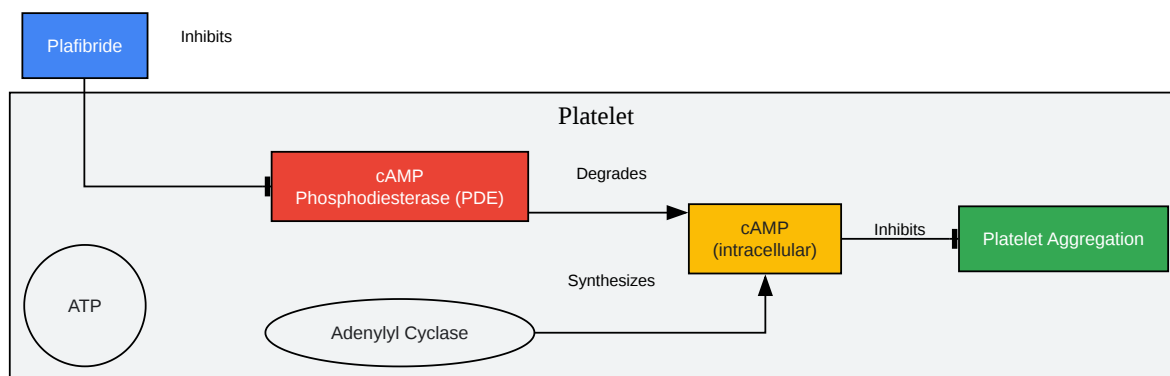 Plafibride
Inhibits
Platelet
cAMP
Phosphodiesterase (PDE)
Degrades
cAMP
(intracellular)
Inhibits
Platelet Aggregation
Synthesizes
ATP
Adenylyl Cyclase